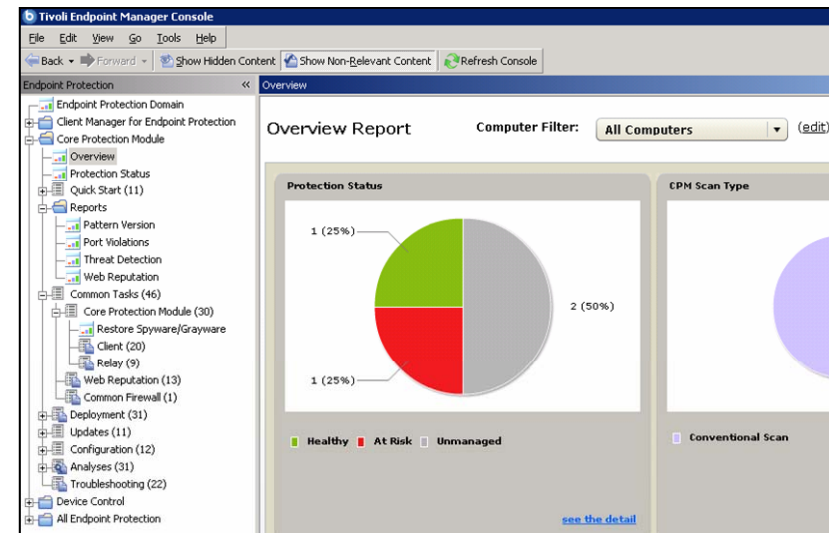 Tivoli Endpoint Manager Console
File Edit View Go Tools Help
Back Forward Show Hidden Content Show Non-Relevant Content Refresh Console
Endpoint Protection «
Endpoint Protection Domain
Client Manager for Endpoint Protection
Core Protection Module
Overview
Protection Status
Quick Start (11)
Reports
Pattern Version
Port Violations
Threat Detection
Web Reputation
Common Tasks (46)
Core Protection Module (30)
Restore Spyware/Grayware
Client (20)
Relay (9)
Web Reputation (13)
Common Firewall (1)
Deployment (31)
Updates (11)
Configuration (12)
Analyses (31)
Troubleshooting (22)
Device Control
All Endpoint Protection
Overview
Overview Report Computer Filter: All Computers (edit)
Protection Status
1 (25%)
2 (50%)
1 (25%)
Healthy At Risk Unmanaged
see the detail
CPM Scan Type
Conventional Scan